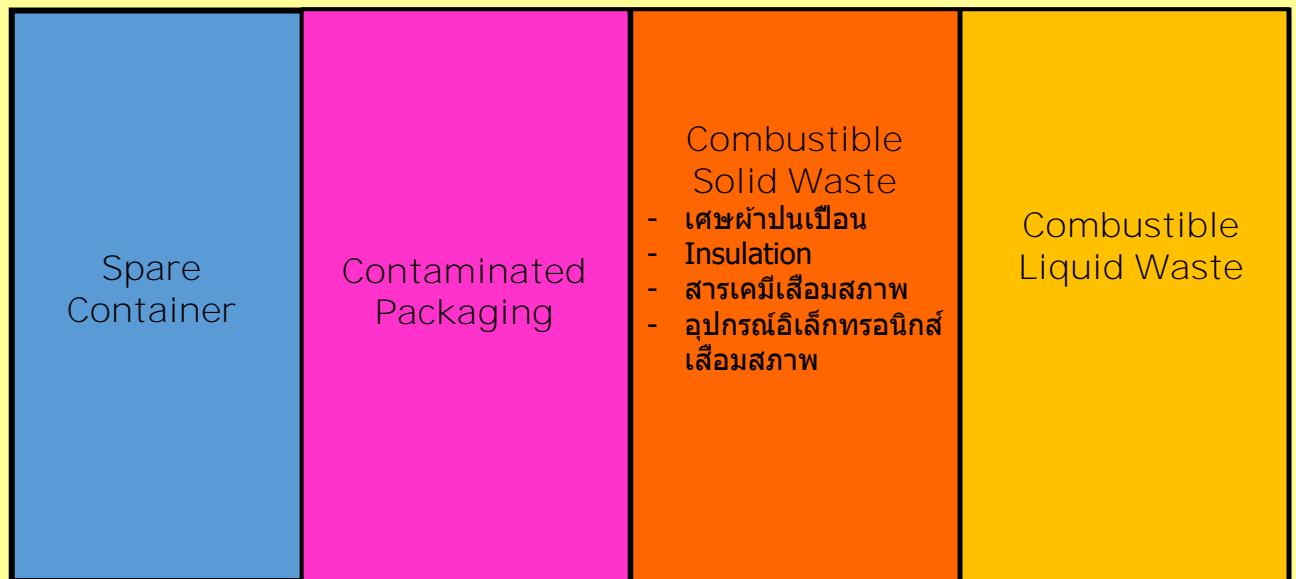 Spare
Container
Contaminated
Packaging
Combustible
Solid Waste
- เศษผ้าปนเปื้อน
- Insulation
- สารเคมีเสื่อมสภาพ
- อุปกรณ์อิเล็กทรอนิกส์
เสื่อมสภาพ
Combustible
Liquid Waste